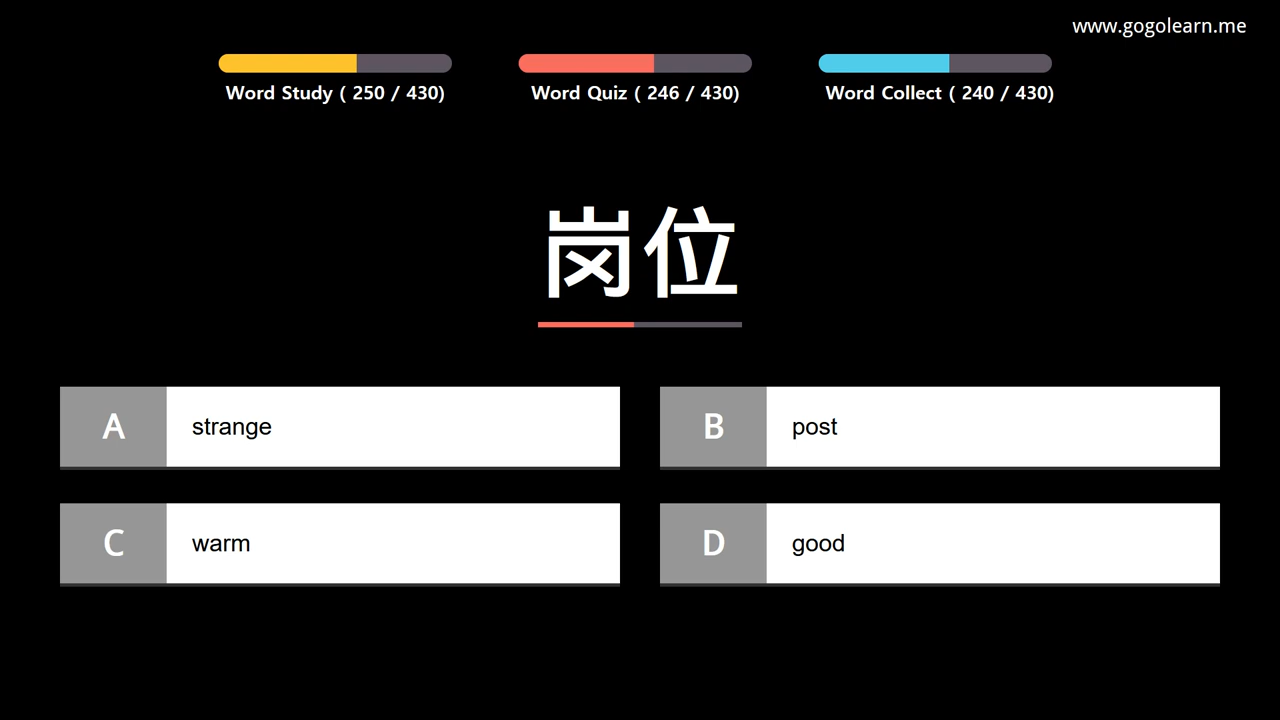 www.gogolearn.me
Word Study ( 250 / 430)
Word Quiz ( 246 / 430)
Word Collect ( 240 / 430)
岗位
A strange
B post
C warm
D good